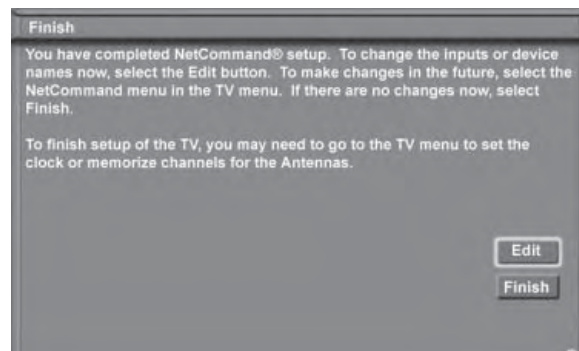 Finish
You have completed NetCommand® setup. To change the inputs or device
names now, select the Edit button. To make changes in the future, select the
NetCommand menu in the TV menu. If there are no changes now, select
Finish.
To finish setup of the TV, you may need to go to the TV menu to set the
clock or memorize channels for the Antennas.
Edit
Finish